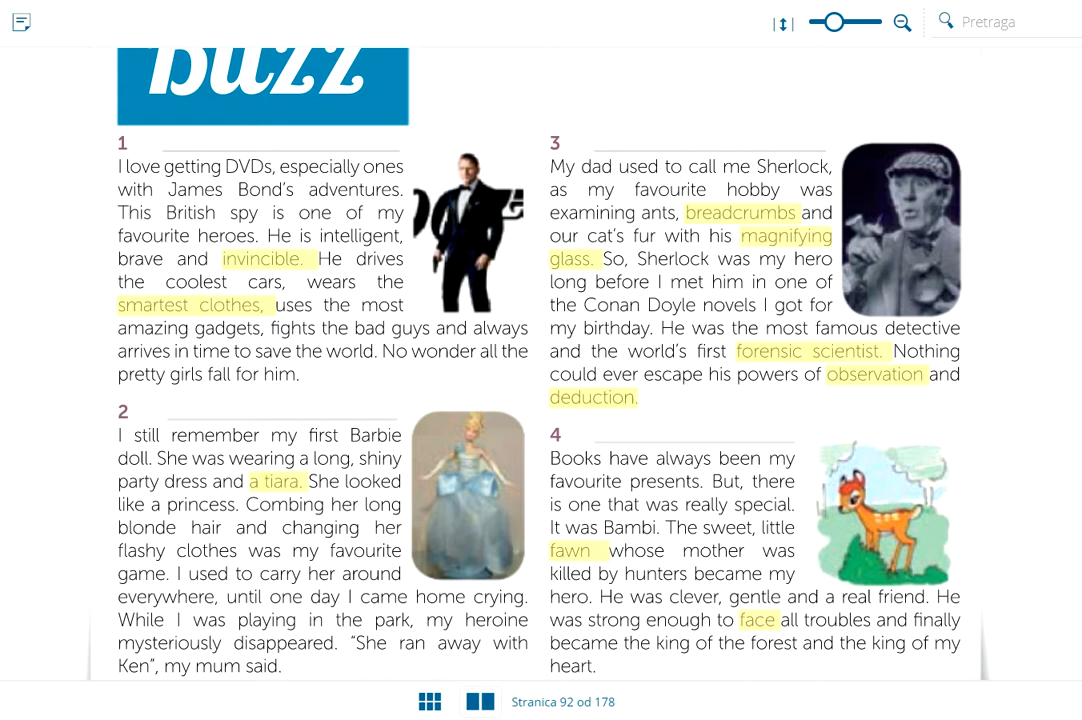 Pretraga
Buzz
1
I love getting DVDs, especially ones
with James Bond's adventures.
This British spy is one of my
favourite heroes. He is intelligent,
brave and invincible. He drives
the coolest cars, wears the
smartest clothes, uses the most
amazing gadgets, fights the bad guys and always
arrives in time to save the world. No wonder all the
pretty girls fall for him.
2
I still remember my first Barbie
doll. She was wearing a long, shiny
party dress and a tiara. She looked
like a princess. Combing her long
blonde hair and changing her
flashy clothes was my favourite
game. I used to carry her around
everywhere, until one day I came home crying.
While I was playing in the park, my heroine
mysteriously disappeared. “She ran away with
Ken”, my mum said.
3
My dad used to call me Sherlock,
as my favourite hobby was
examining ants, breadcrumbs and
our cat's fur with his magnifying
glass. So, Sherlock was my hero
long before I met him in one of
the Conan Doyle novels I got for
my birthday. He was the most famous detective
and the world's first forensic scientist. Nothing
could ever escape his powers of observation and
deduction.
4
Books have always been my
favourite presents. But, there
is one that was really special.
It was Bambi. The sweet, little
fawn whose mother was
killed by hunters became my
hero. He was clever, gentle and a real friend. He
was strong enough to face all troubles and finally
became the king of the forest and the king of my
heart.
Stranica 92 od 178